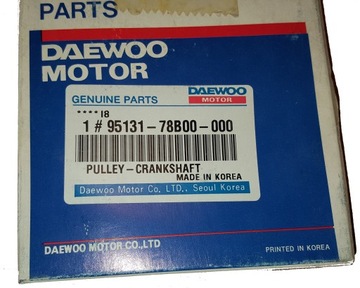 PARTS
DAEWOO
MOTOR
GENUINE PARTS
DAEWOO
MOTOR
****I8
1 # 95131-78B00-000
PULLEY-CRANKSHAFT
MADE IN KOREA
Daewoo Motor Co, LTD., Seoul Korea
DAEWOO MOTOR CO.,LTD
PRINTED IN KOREA